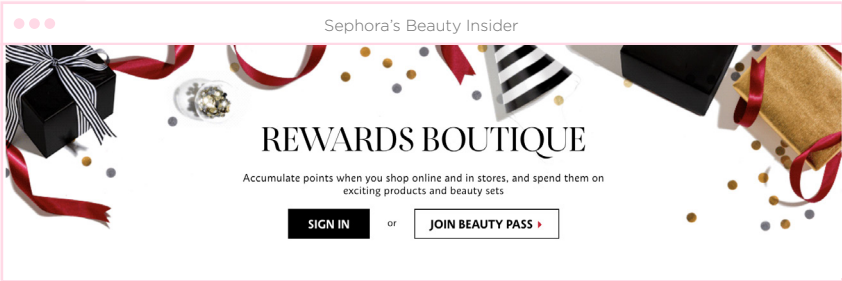 Sephora’s Beauty Insider
REWARDS BOUTIQUE
Accumulate points when you shop online and in stores, and spend them on
exciting products and beauty sets
SIGN IN
or
JOIN BEAUTY PASS